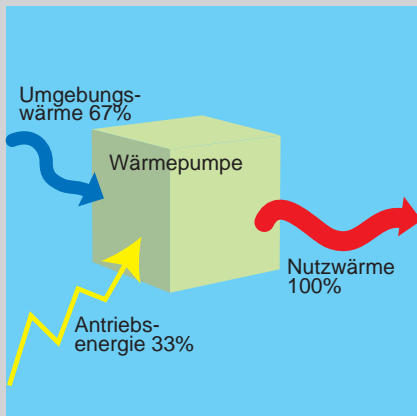 Umgebungs-
wärme 67%
Wärmepumpe
Nutzwärme
100%
Antriebs-
energie 33%